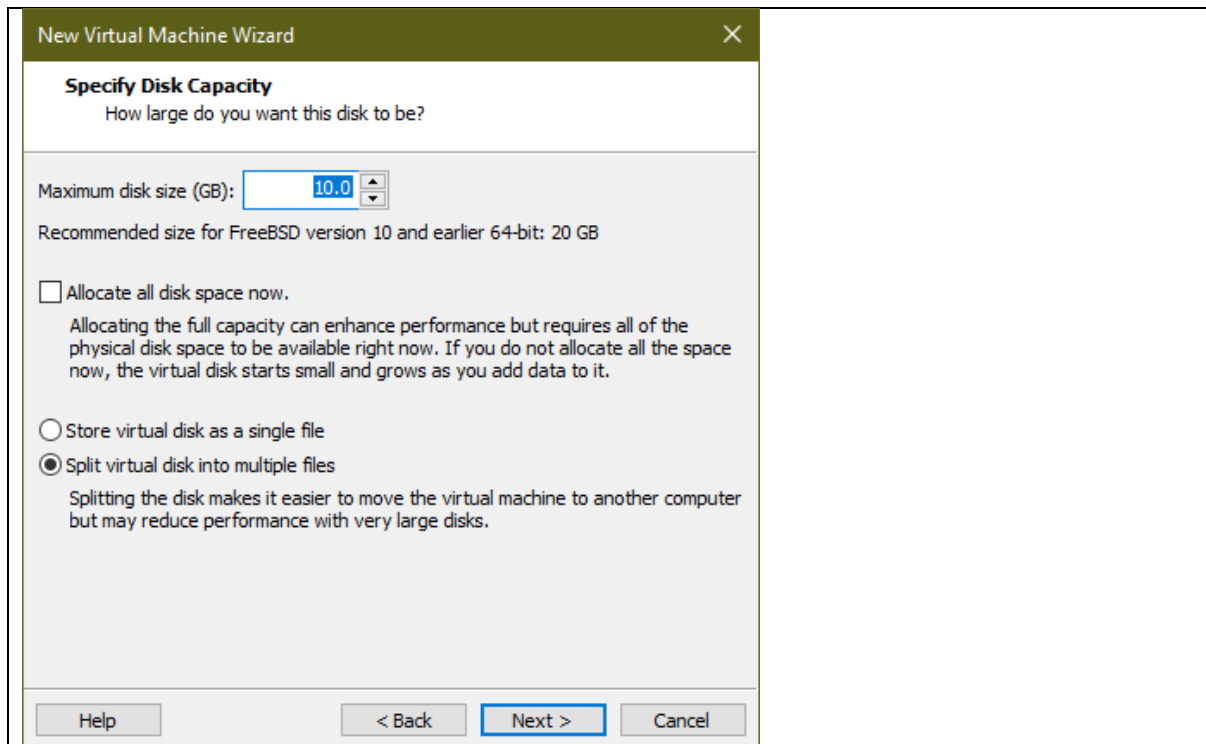 New Virtual Machine Wizard
Specify Disk Capacity
How large do you want this disk to be?
Maximum disk size (GB): 10.0
Recommended size for FreeBSD version 10 and earlier 64-bit: 20 GB
Allocate all disk space now.
Allocating the full capacity can enhance performance but requires all of the
physical disk space to be available right now. If you do not allocate all the space
now, the virtual disk starts small and grows as you add data to it.
Store virtual disk as a single file
Split virtual disk into multiple files
Splitting the disk makes it easier to move the virtual machine to another computer
but may reduce performance with very large disks.
Help < Back Next > Cancel